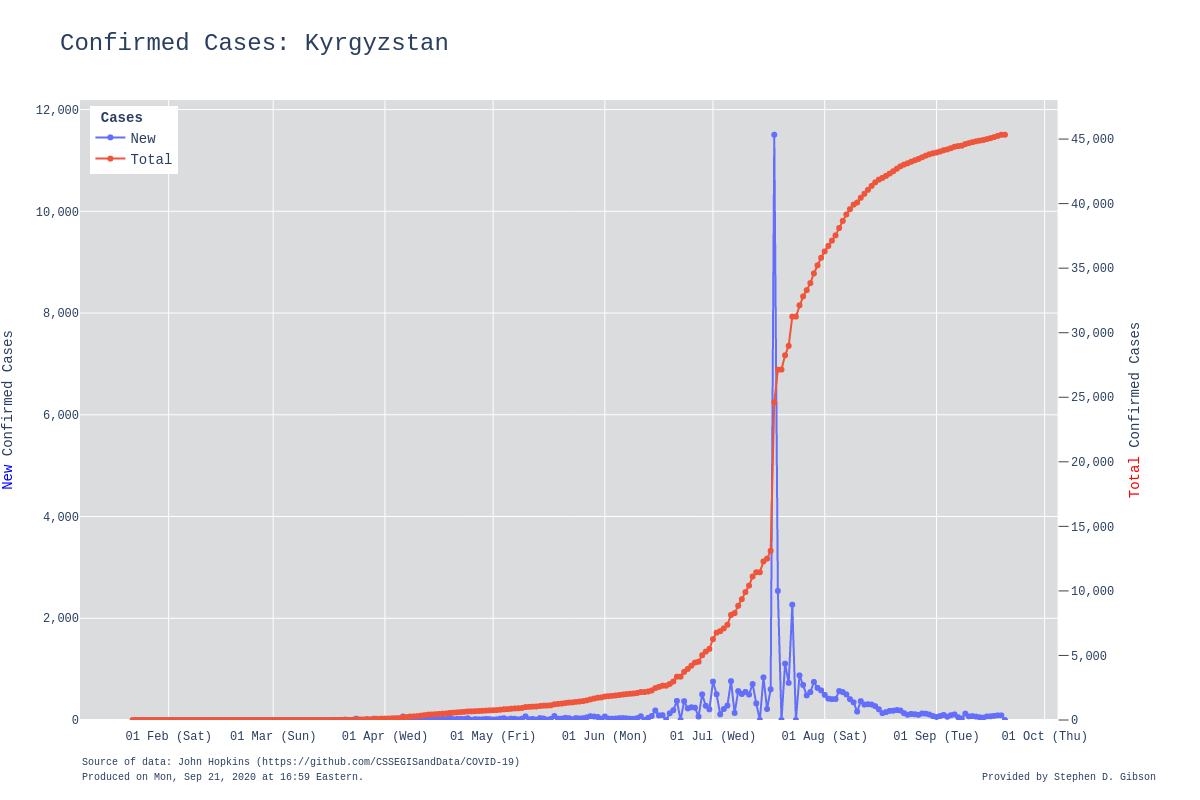 Confirmed Cases: Kyrgyzstan
Cases
New
Total
12,000
10,000
8,000
6,000
4,000
2,000
0
New Confirmed Cases
45,000
40,000
35,000
30,000
25,000
20,000
15,000
10,000
5,000
0
Total Confirmed Cases
01 Feb (Sat) 01 Mar (Sun) 01 Apr (Wed) 01 May (Fri) 01 Jun (Mon) 01 Jul (Wed) 01 Aug (Sat) 01 Sep (Tue) 01 Oct (Thu)
Source of data: John Hopkins (https://github.com/CSSEGISandData/COVID-19)
Produced on Mon, Sep 21, 2020 at 16:59 Eastern.
Provided by Stephen D. Gibson